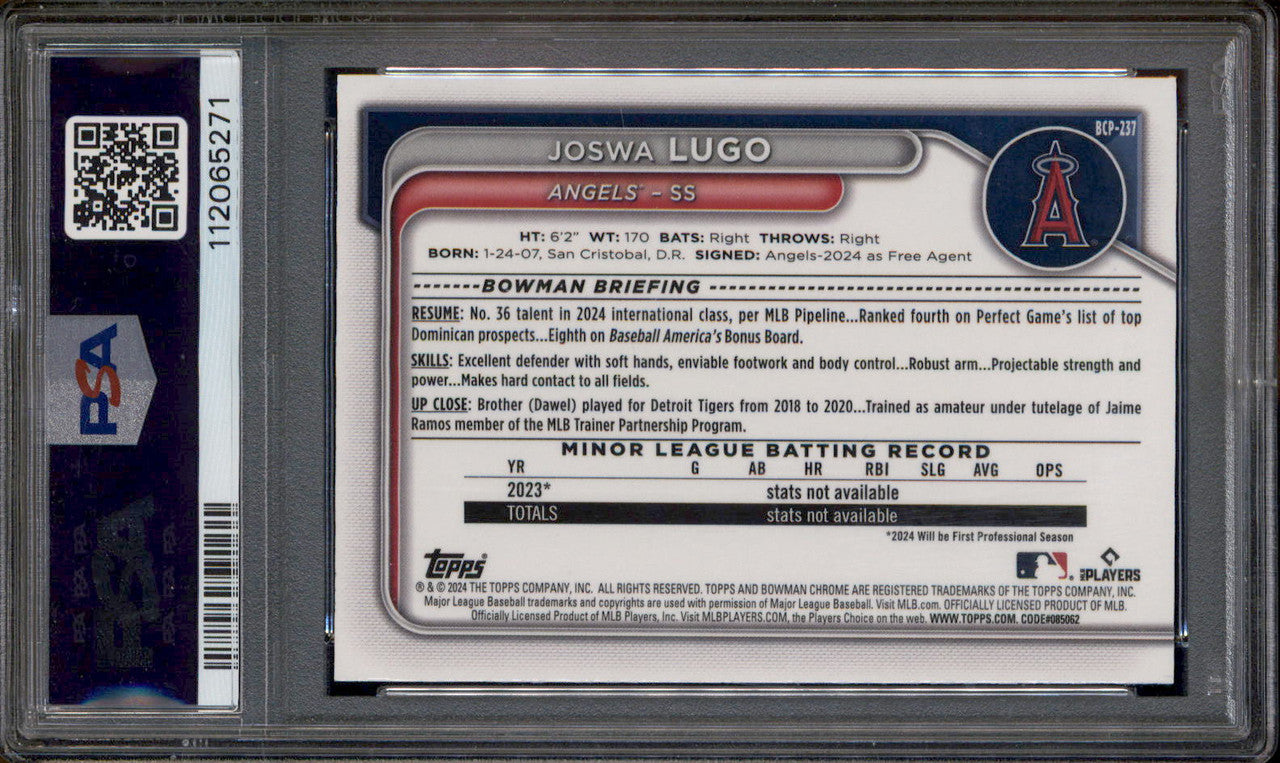 PSA
112065271
BCP-237
JOSWA LUGO
ANGELS - SS
A
HT: 6'2" WT: 170 BATS: Right THROWS: Right
BORN: 1-24-07, San Cristobal, D.R. SIGNED: Angels-2024 as Free Agent
-------BOWMAN BRIEFING --------------------------------------------
RESUME: No. 36 talent in 2024 international class, per MLB Pipeline...Ranked fourth on Perfect Game's list of top
Dominican prospects...Eighth on Baseball America's Bonus Board.
SKILLS: Excellent defender with soft hands, enviable footwork and body control...Robust arm...Projectable strength and
power...Makes hard contact to all fields.
UP CLOSE: Brother (Dawel) played for Detroit Tigers from 2018 to 2020...Trained as amateur under tutelage of Jaime
Ramos member of the MLB Trainer Partnership Program.
MINOR LEAGUE BATTING RECORD
YR G AB HR RBI SLG AVG OPS
2023* stats not available
TOTALS stats not available
*2024 Will be First Professional Season
Topps®
PLAYERS
® & © 2024 THE TOPPS COMPANY, INC. ALL RIGHTS RESERVED. TOPPS AND BOWMAN CHROME ARE REGISTERED TRADEMARKS OF THE TOPPS COMPANY, INC.
Major League Baseball trademarks and copyrights are used with permission of Major League Baseball. Visit MLB.com. OFFICIALLY LICENSED PRODUCT OF MLB.
Officially Licensed Product of MLB Players, Inc. Visit MLBPLAYERS.COM, the Players Choice on the web. WWW.TOPPS.COM. CODE#085062